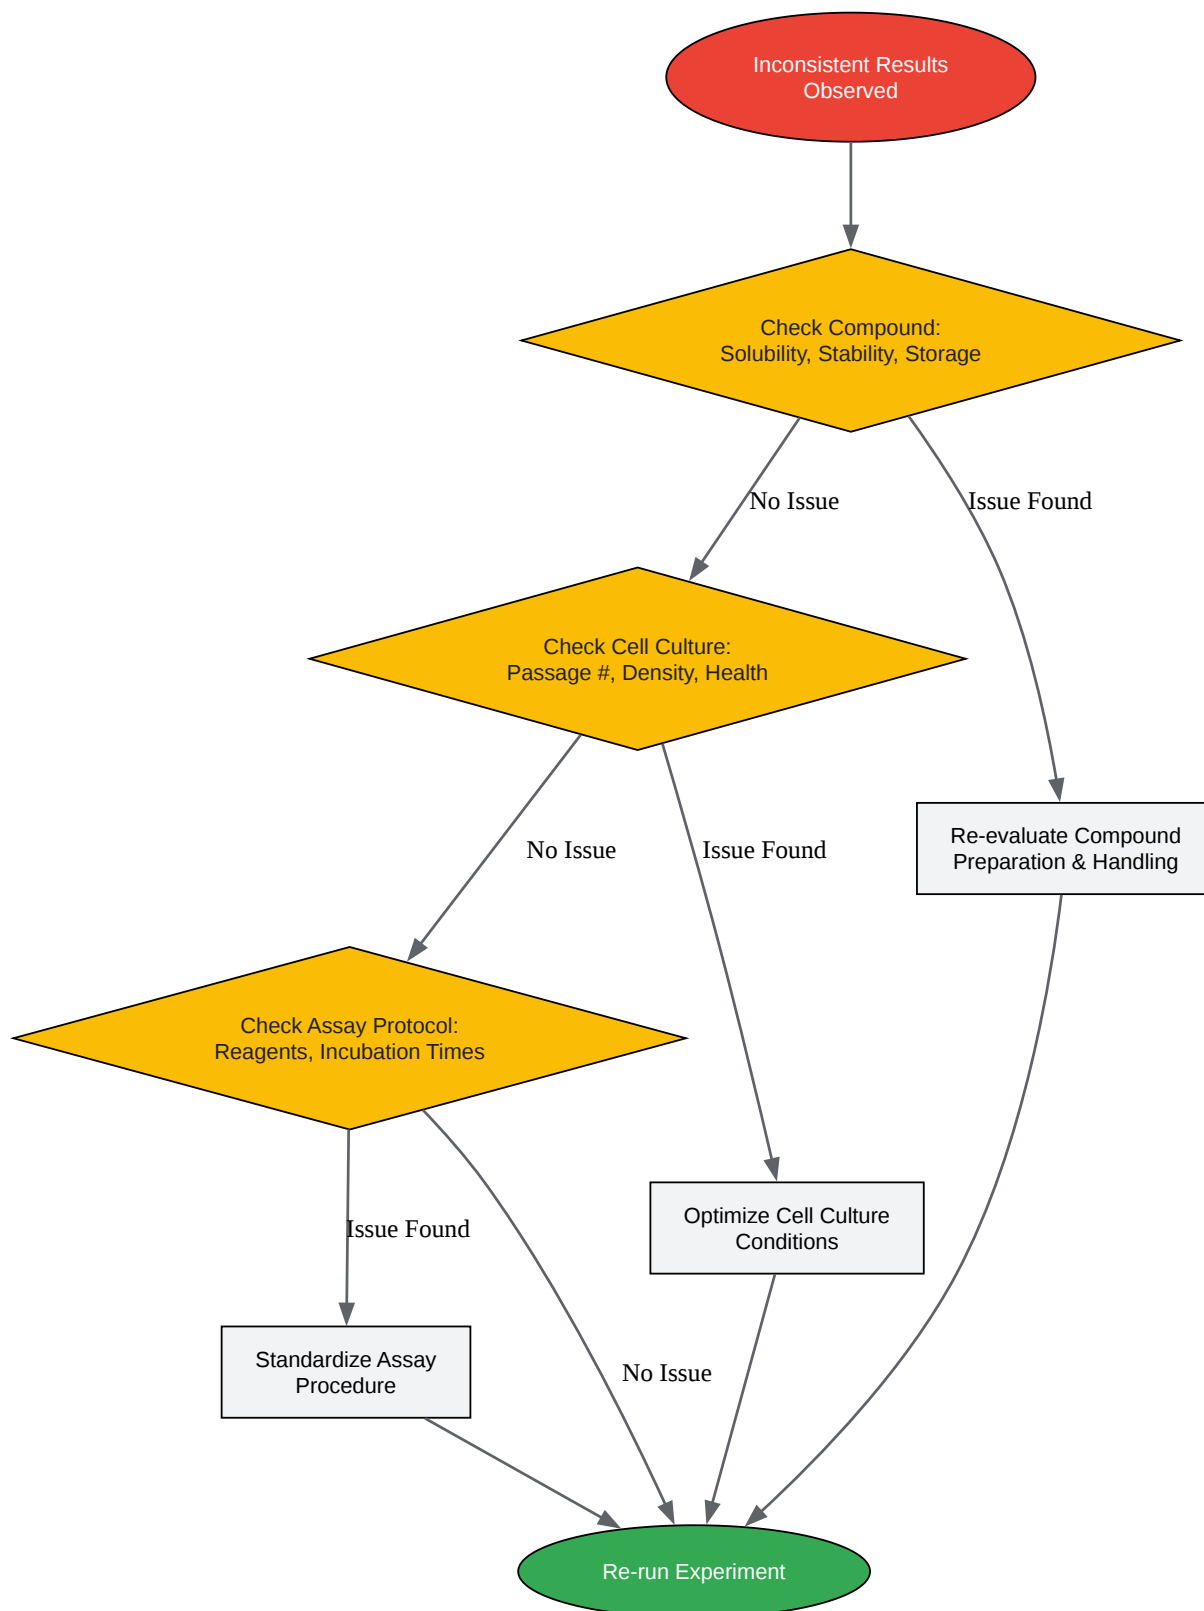 Inconsistent Results
Observed
Check Compound:
Solubility, Stability, Storage
No Issue
Issue Found
Check Cell Culture:
Passage #, Density, Health
No Issue
Issue Found
Re-evaluate Compound
Preparation & Handling
Check Assay Protocol:
Reagents, Incubation Times
Issue Found
Optimize Cell Culture
Conditions
Standardize Assay
Procedure
No Issue
Re-run Experiment